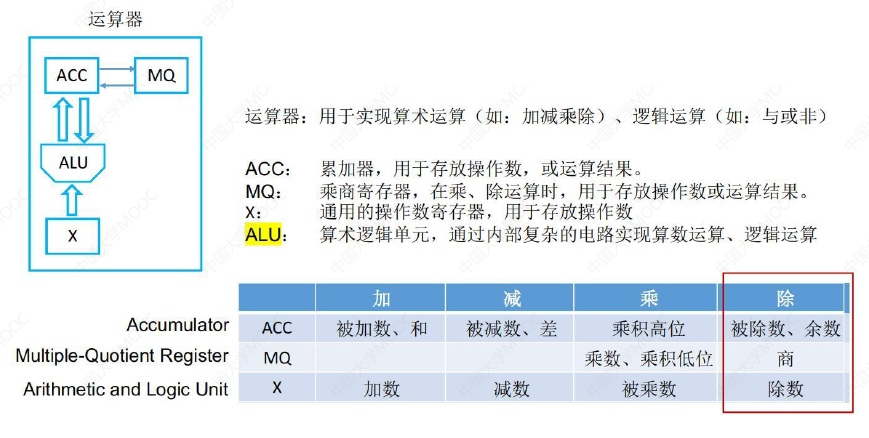 运算器
ACC
MQ
ALU
X
运算器：用于实现算术运算（如：加减乘除）、逻辑运算（如：与或非）
ACC： 累加器，用于存放操作数，或运算结果。
MQ： 乘商寄存器，在乘、除运算时，用于存放操作数或运算结果。
X： 通用的操作数寄存器，用于存放操作数
ALU： 算术逻辑单元，通过内部复杂的电路实现算数运算、逻辑运算
加 减 乘 除
Accumulator ACC 被加数、和 被减数、差 乘积高位 被除数、余数
Multiple-Quotient Register MQ 乘数、乘积低位 商
Arithmetic and Logic Unit X 加数 减数 被乘数 除数
中国大学MOOC